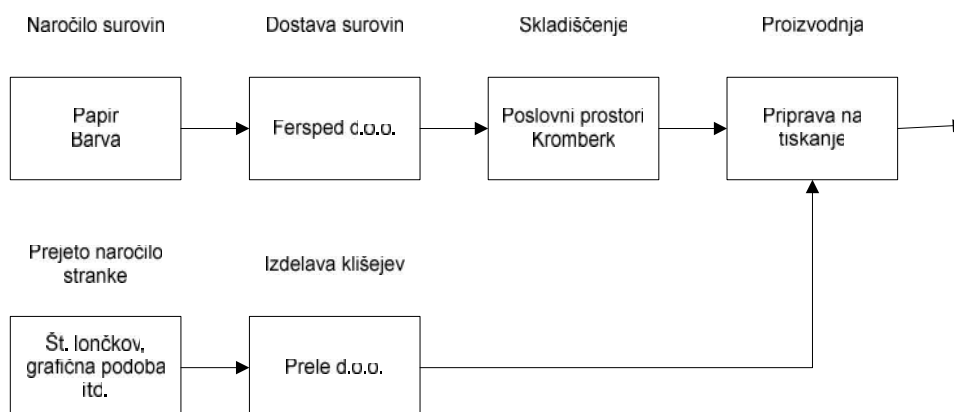 Naročilo surovin
Dostava surovin
Skladiščenje
Proizvodnja
Papir
Barva
Fersped d.o.o.
Poslovni prostori
Kromberk
Priprava na
tiskanje
Prejeto naročilo
stranke
Izdelava klišejev
Št. lončkov,
grafična podoba
itd.
Prele d.o.o.